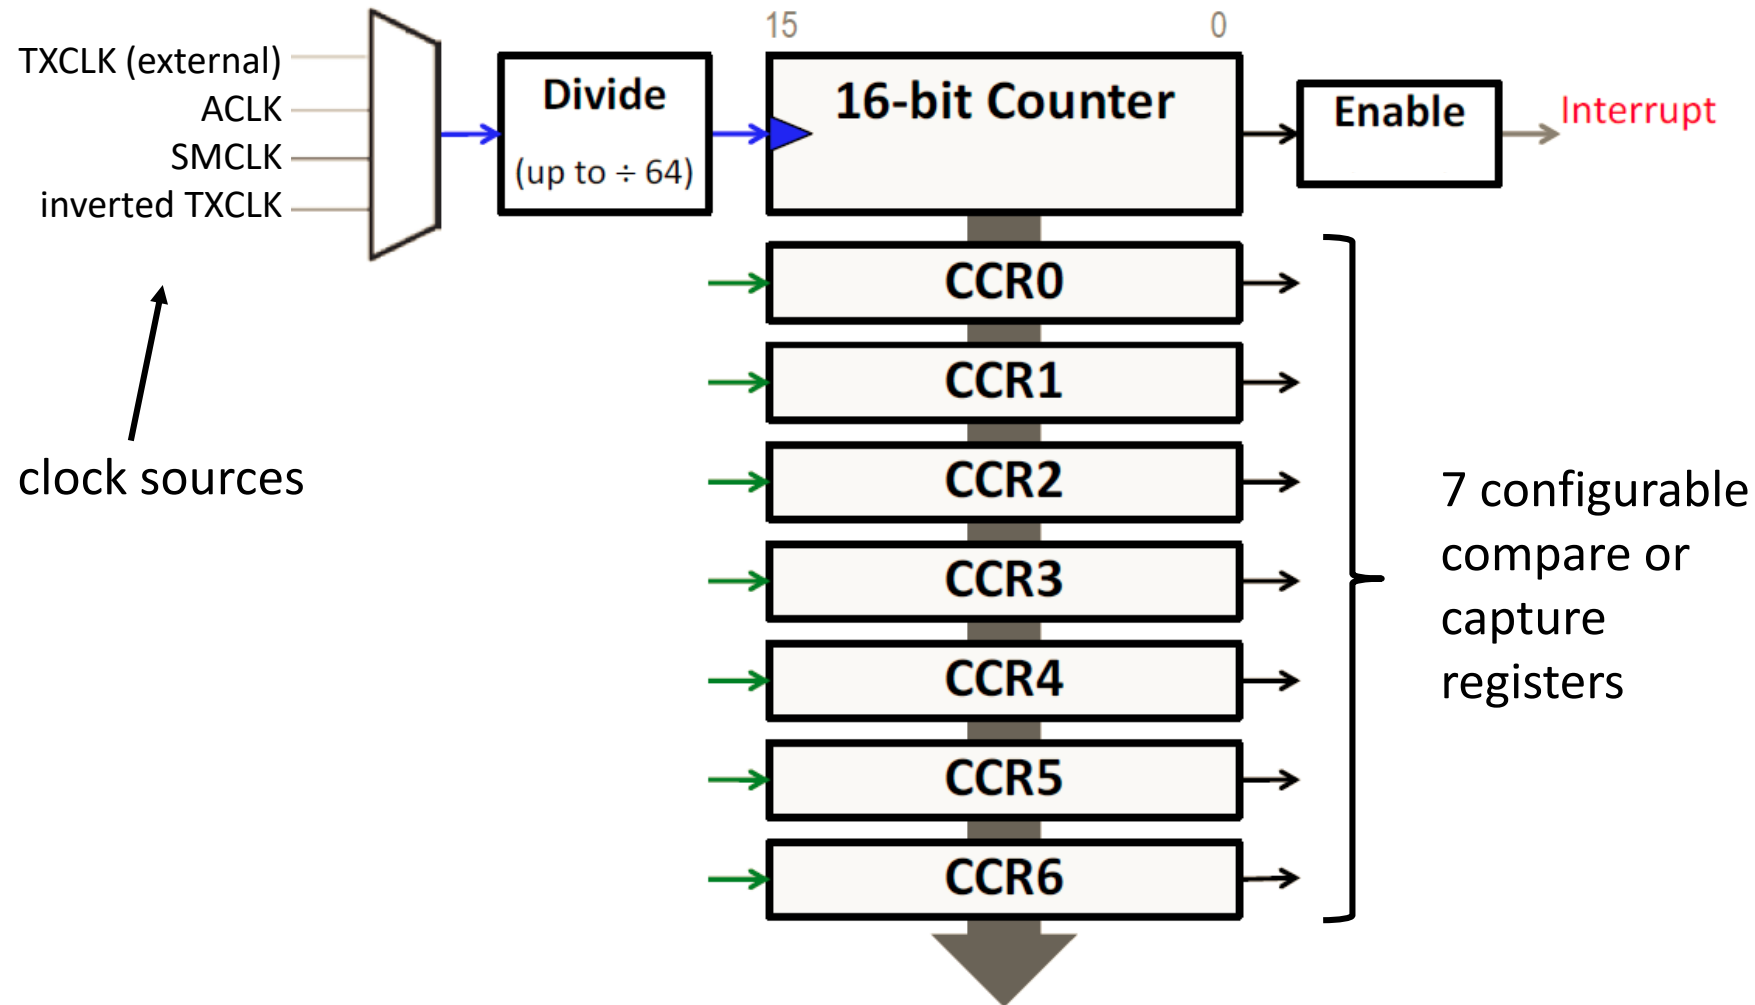 15
0
TXCLK (external)
ACLK
SMCLK
inverted TXCLK
Divide
(up to ÷ 64)
16-bit Counter
Enable
Interrupt
clock sources
CCR0
CCR1
CCR2
CCR3
CCR4
CCR5
CCR6
7 configurable
compare or
capture
registers